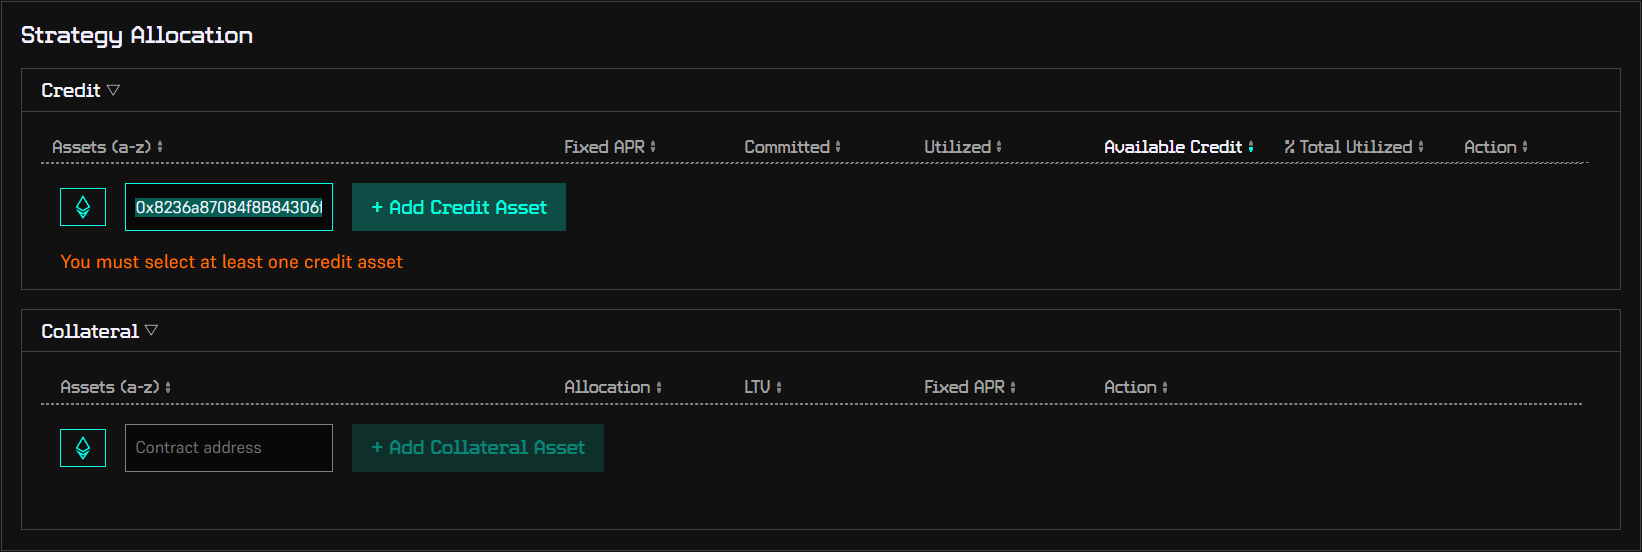 Strategy Allocation
Credit
Assets (a-z) Fixed APR Committed Utilized Available Credit % Total Utilized Action
0x8236a87084f8B84306f + Add Credit Asset
You must select at least one credit asset
Collateral
Assets (a-z) Allocation LTV Fixed APR Action
Contract address + Add Collateral Asset